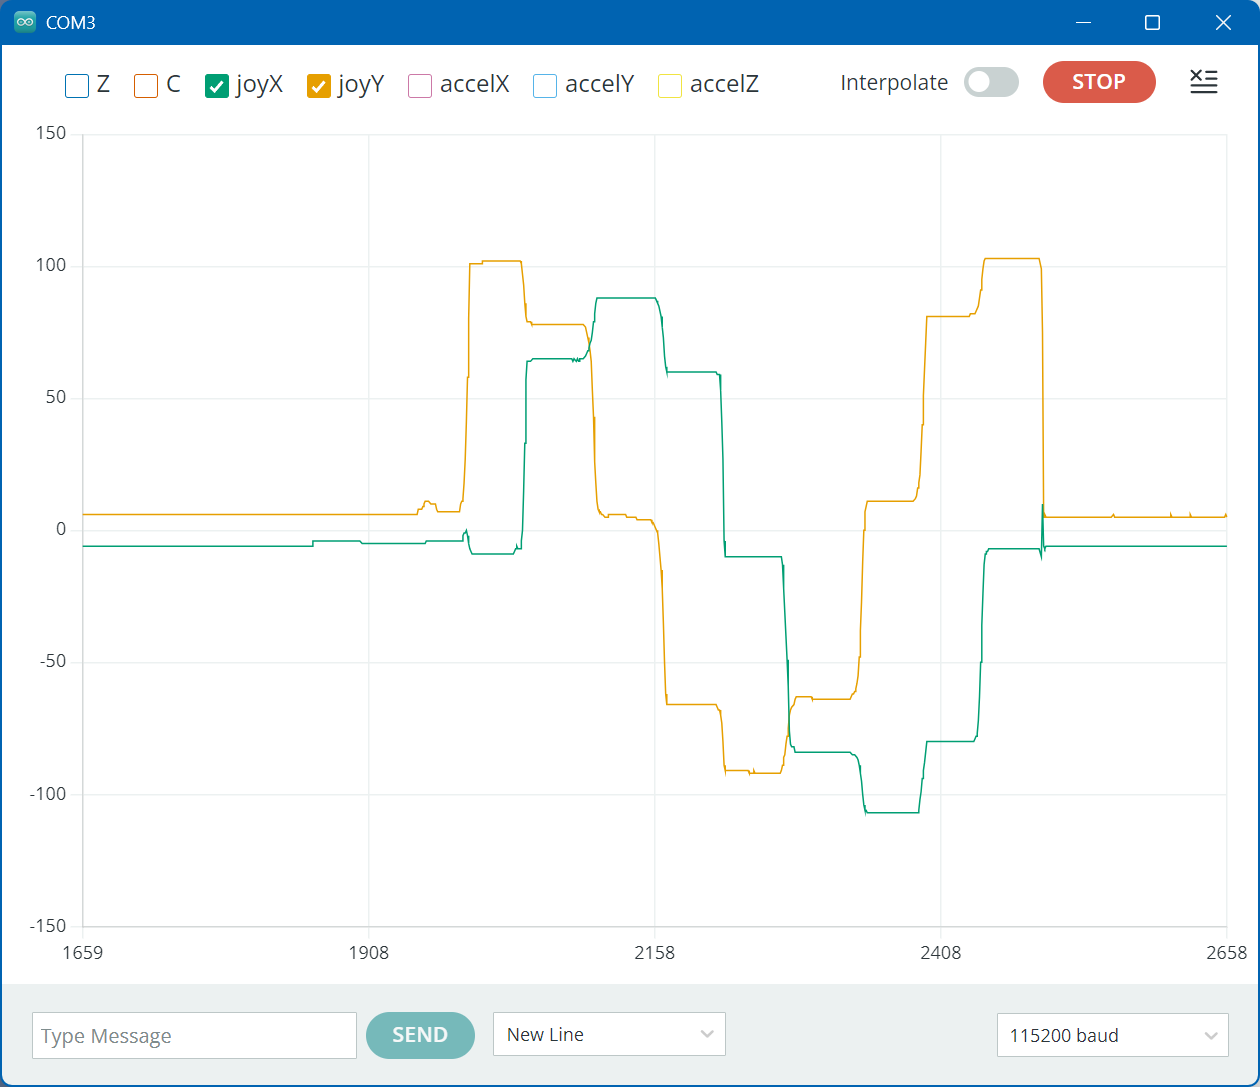 COM3
Z C joyX joyY accelX accelY accelZ Interpolate STOP
150
100
50
0
-50
-100
-150
1659 1908 2158 2408 2658
Type Message SEND New Line 115200 baud